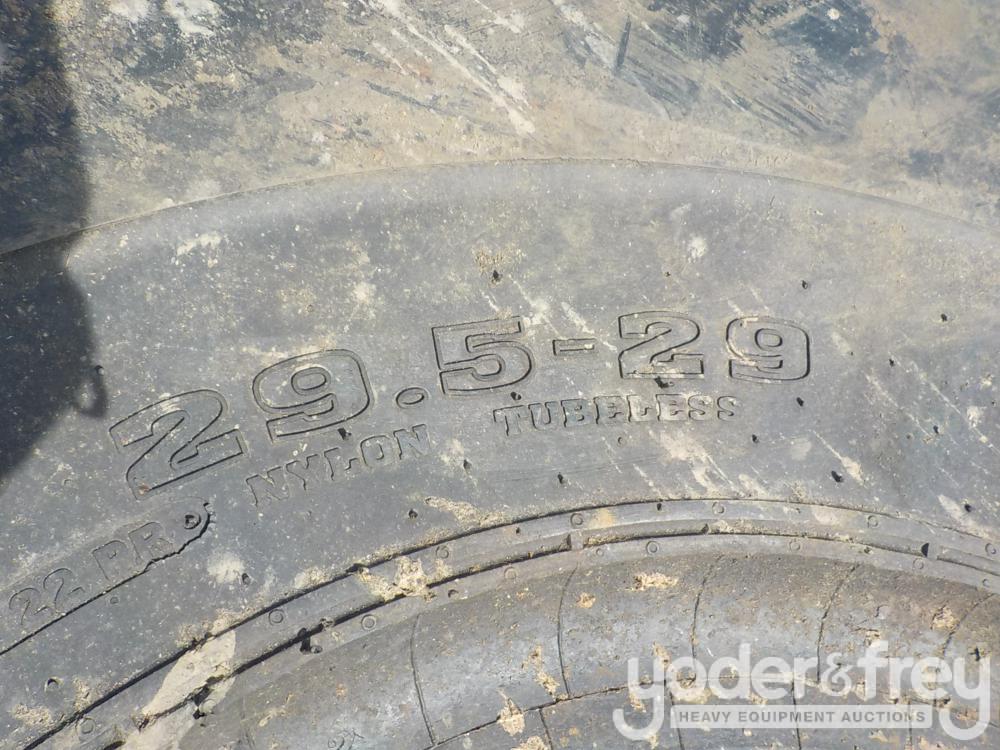 29.5-29
NYLON TUBELESS
22 PR
yoder&frey
HEAVY EQUIPMENT AUCTIONS